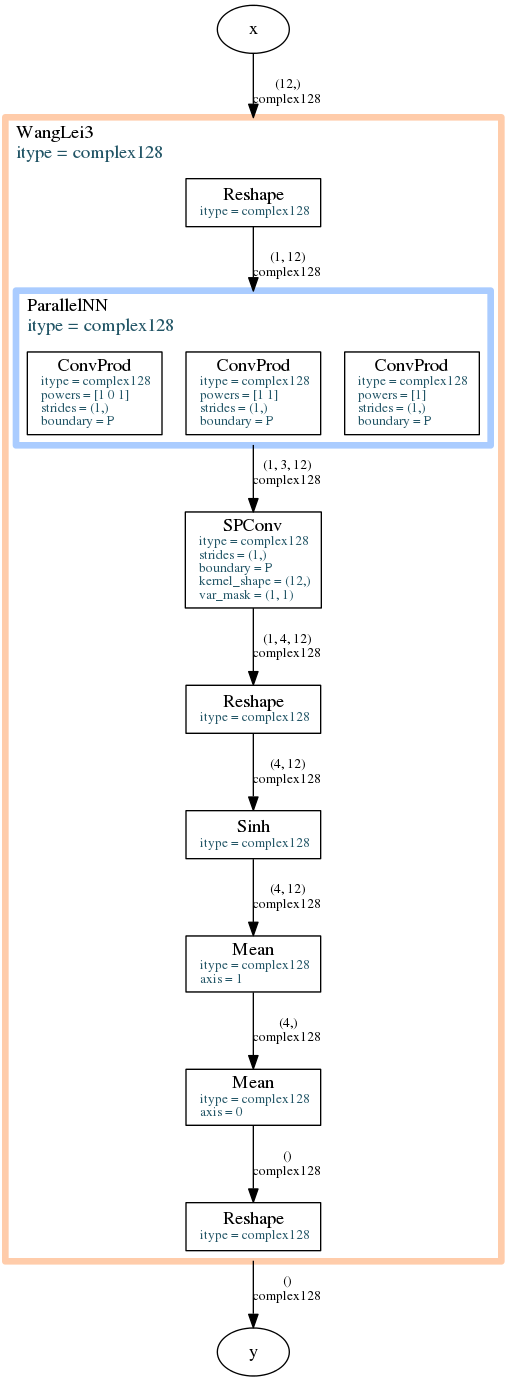 x
(12,)
complex128
WangLei3
itype = complex128
Reshape
itype = complex128
(1, 12)
complex128
ParallelNN
itype = complex128
ConvProd
itype = complex128
powers = [1 0 1]
strides = (1,)
boundary = P
ConvProd
itype = complex128
powers = [1 1]
strides = (1,)
boundary = P
ConvProd
itype = complex128
powers = [1]
strides = (1,)
boundary = P
(1, 3, 12)
complex128
SPConv
itype = complex128
strides = (1,)
boundary = P
kernel_shape = (12,)
var_mask = (1, 1)
(1, 4, 12)
complex128
Reshape
itype = complex128
(4, 12)
complex128
Sinh
itype = complex128
(4, 12)
complex128
Mean
itype = complex128
axis = 1
(4,)
complex128
Mean
itype = complex128
axis = 0
()
complex128
Reshape
itype = complex128
()
complex128
y